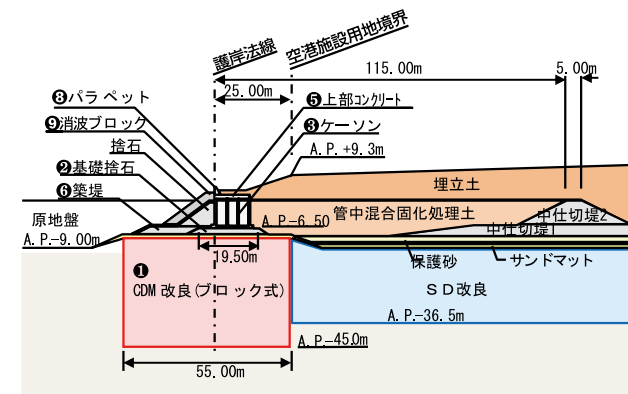 護岸法線
空港施設用地境界
115.00m
5.00m
25.00m
❽パラペット
❺上部コンクリート
❾消波ブロック
❸ケーソン
捨石
A.P.+9.3m
❷基礎捨石
埋立土
❻築堤
管中混合固化処理土
中仕切堤2
原地盤
A.P.-6.50
中仕切堤1
A.P.-9.00m
19.50m
保護砂
サンドマット
❶
CDM改良(ブロック式)
SD改良
A.P.-36.5m
A.P.-45.0m
55.00m